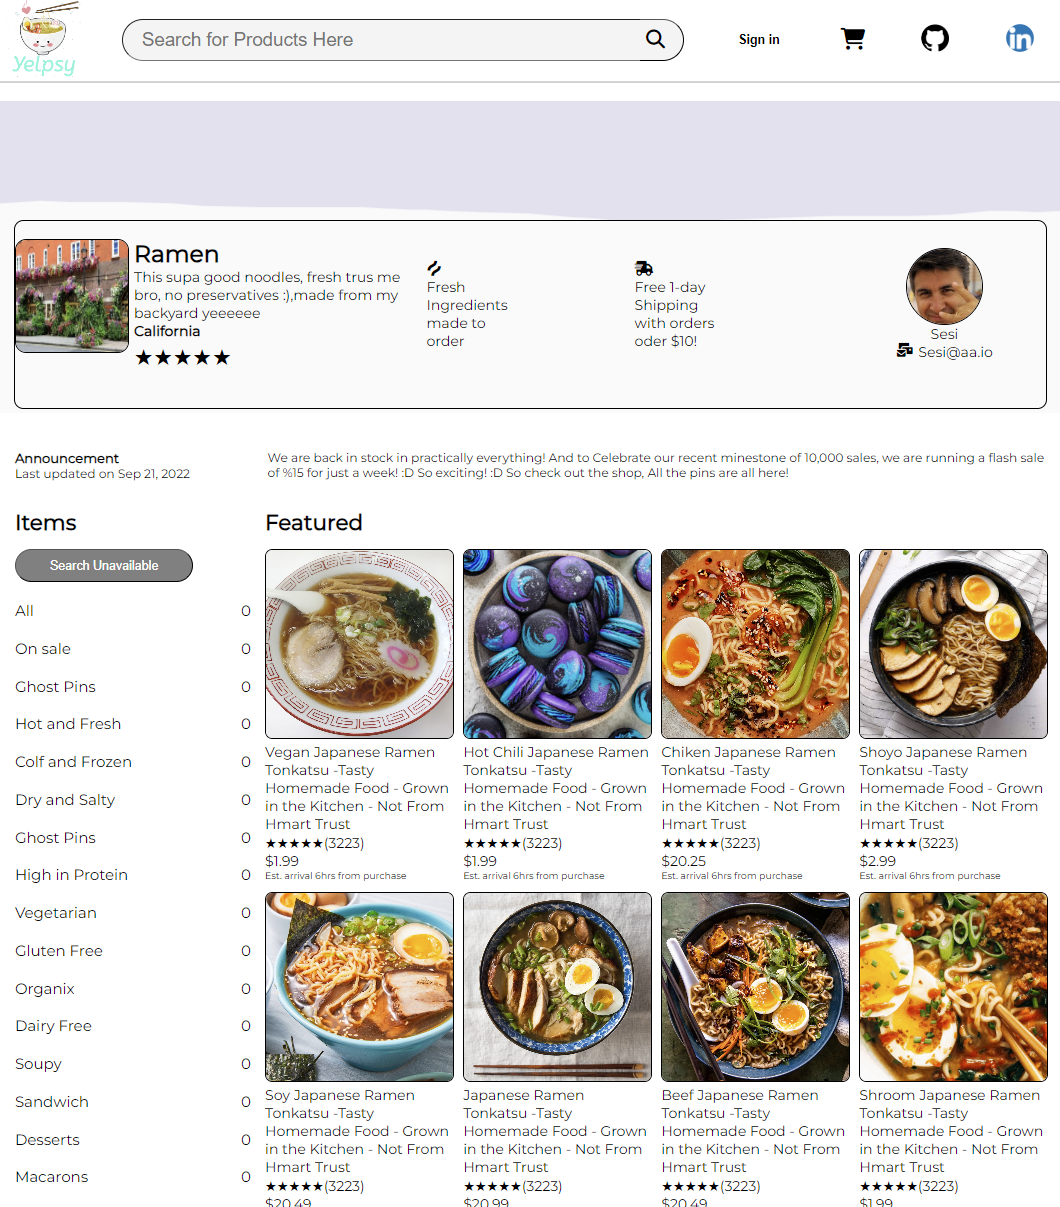 Yelpsy
Search for Products Here
Sign in
Ramen
This supa good noodles, fresh trus me
bro, no preservatives :),made from my
backyard yeeeeee
California
★★★★★
Fresh
Ingredients
made to
order
Free 1-day
Shipping
with orders
oder $10!
Sesi
Sesi@aa.io
Announcement
Last updated on Sep 21, 2022
We are back in stock in practically everything! And to Celebrate our recent minestone of 10,000 sales, we are running a flash sale
of %15 for just a week! :D So exciting! :D So check out the shop, All the pins are all here!
Items
Search Unavailable
All 0
On sale 0
Ghost Pins 0
Hot and Fresh 0
Colf and Frozen 0
Dry and Salty 0
Ghost Pins 0
High in Protein 0
Vegetarian 0
Gluten Free 0
Organix 0
Dairy Free 0
Soupy 0
Sandwich 0
Desserts 0
Macarons 0
Featured
Vegan Japanese Ramen
Tonkatsu -Tasty
Homemade Food - Grown
in the Kitchen - Not From
Hmart Trust
★★★★★(3223)
$1.99
Est. arrival 6hrs from purchase
Hot Chili Japanese Ramen
Tonkatsu -Tasty
Homemade Food - Grown
in the Kitchen - Not From
Hmart Trust
★★★★★(3223)
$1.99
Est. arrival 6hrs from purchase
Chiken Japanese Ramen
Tonkatsu -Tasty
Homemade Food - Grown
in the Kitchen - Not From
Hmart Trust
★★★★★(3223)
$20.25
Est. arrival 6hrs from purchase
Shoyo Japanese Ramen
Tonkatsu -Tasty
Homemade Food - Grown
in the Kitchen - Not From
Hmart Trust
★★★★★(3223)
$2.99
Est. arrival 6hrs from purchase
Soy Japanese Ramen
Tonkatsu -Tasty
Homemade Food - Grown
in the Kitchen - Not From
Hmart Trust
★★★★★(3223)
$20.49
Japanese Ramen
Tonkatsu -Tasty
Homemade Food - Grown
in the Kitchen - Not From
Hmart Trust
★★★★★(3223)
$20.99
Beef Japanese Ramen
Tonkatsu -Tasty
Homemade Food - Grown
in the Kitchen - Not From
Hmart Trust
★★★★★(3223)
$20.49
Shroom Japanese Ramen
Tonkatsu -Tasty
Homemade Food - Grown
in the Kitchen - Not From
Hmart Trust
★★★★★(3223)
$1.99